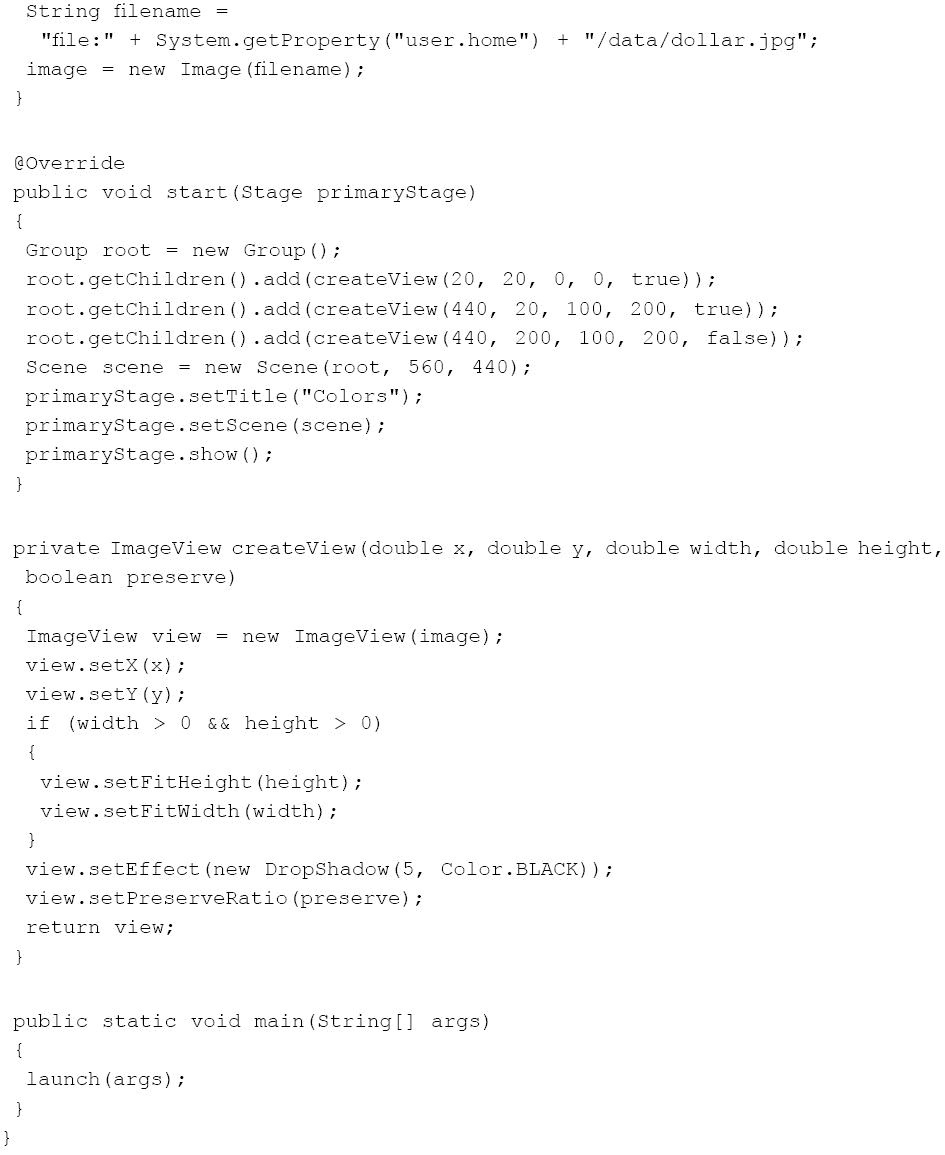 String filename =
"file:" + System.getProperty("user.home") + "/data/dollar.jpg";
image = new Image(filename);
}
@Override
public void start(Stage primaryStage)
{
Group root = new Group();
root.getChildren().add(createView(20, 20, 0, 0, true));
root.getChildren().add(createView(440, 20, 100, 200, true));
root.getChildren().add(createView(440, 200, 100, 200, false));
Scene scene = new Scene(root, 560, 440);
primaryStage.setTitle("Colors");
primaryStage.setScene(scene);
primaryStage.show();
}
private ImageView createView(double x, double y, double width, double height,
boolean preserve)
{
ImageView view = new ImageView(image);
view.setX(x);
view.setY(y);
if (width > 0 && height > 0)
{
view.setFitHeight(height);
view.setFitWidth(width);
}
view.setEffect(new DropShadow(5, Color.BLACK));
view.setPreserveRatio(preserve);
return view;
}
public static void main(String[] args)
{
launch(args);
}
}